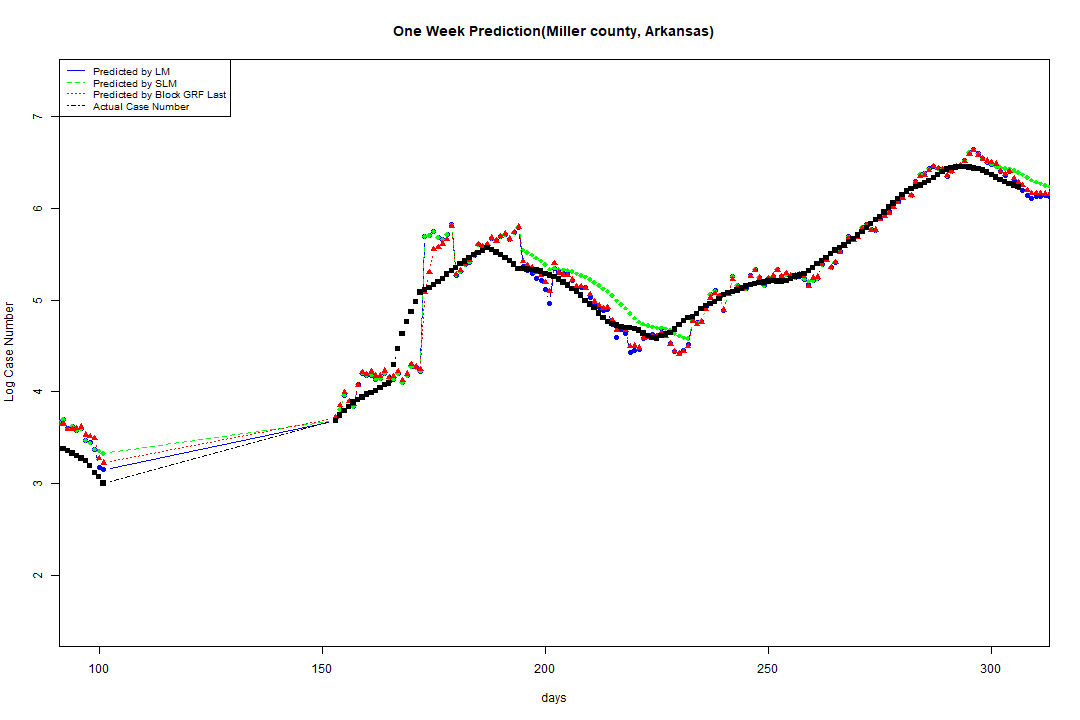 One Week Prediction(Miller county, Arkansas)
Predicted by LM
Predicted by SLM
Predicted by Block GRF Last
Actual Case Number
7
6
5
4
3
2
Log Case Number
100 150 200 250 300
days